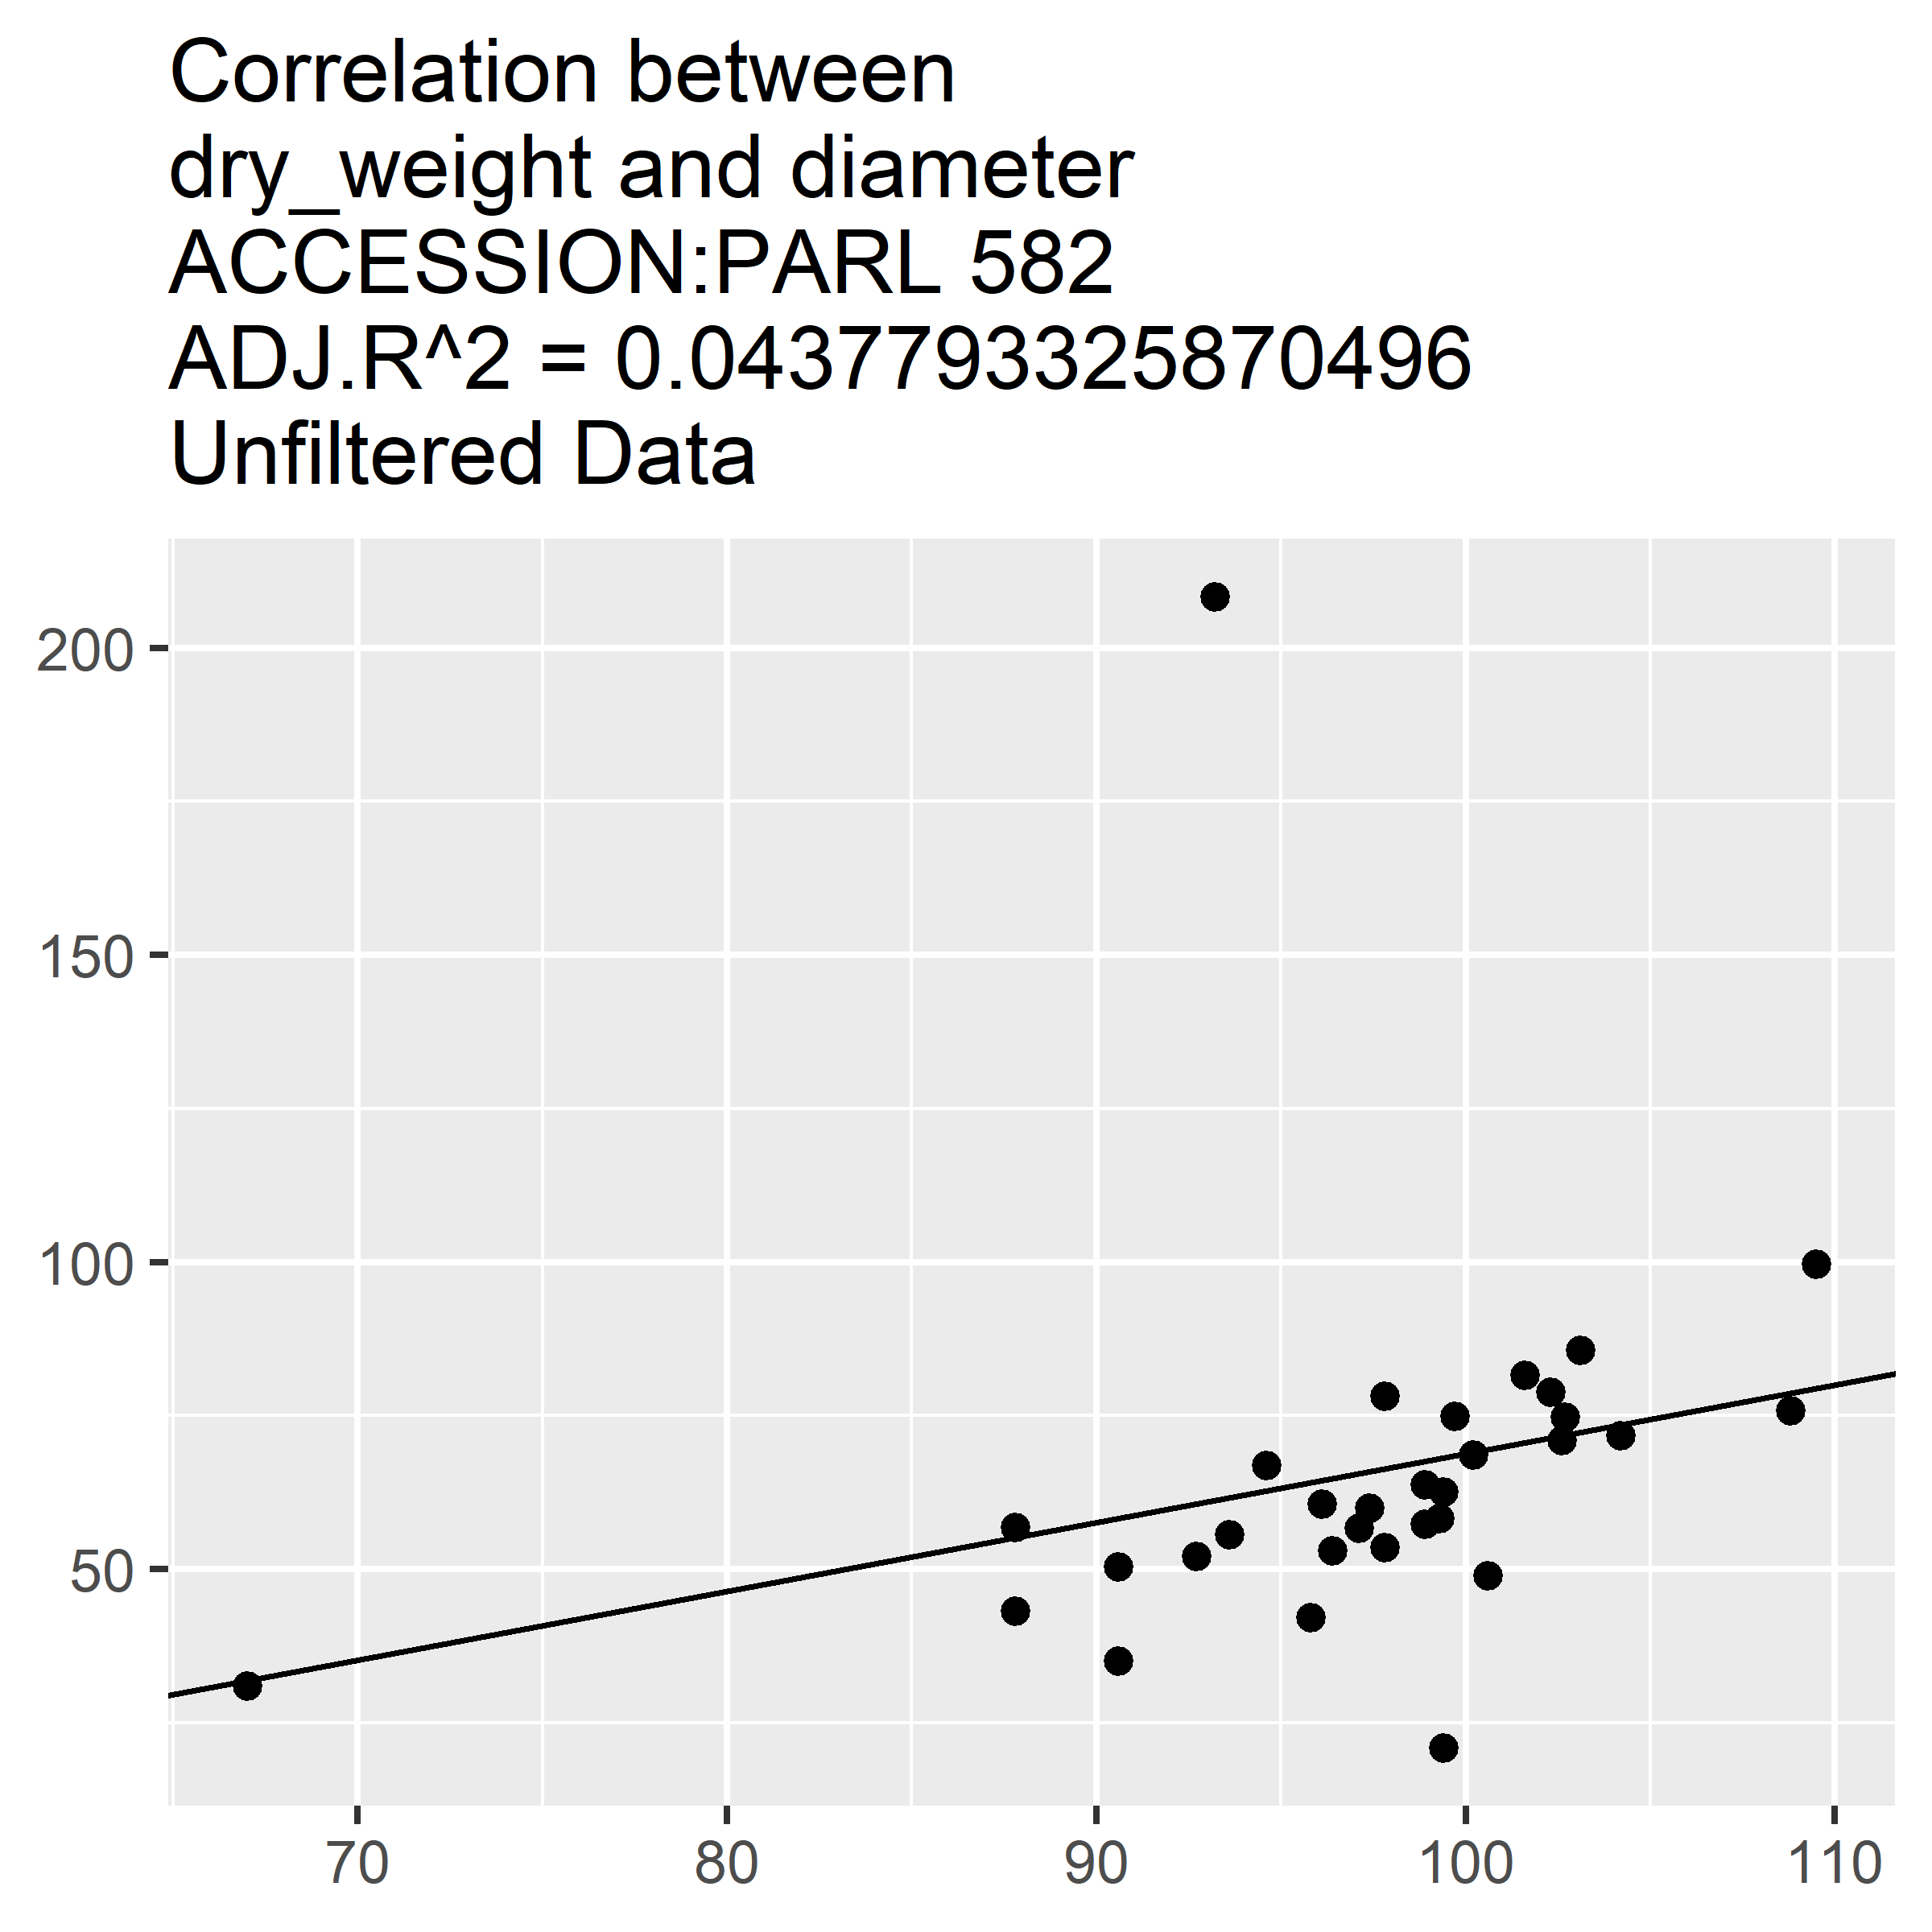 Correlation between
dry_weight and diameter
ACCESSION:PARL 582
ADJ.R^2 = 0.0437793325870496
Unfiltered Data
200
150
100
50
70 80 90 100 110